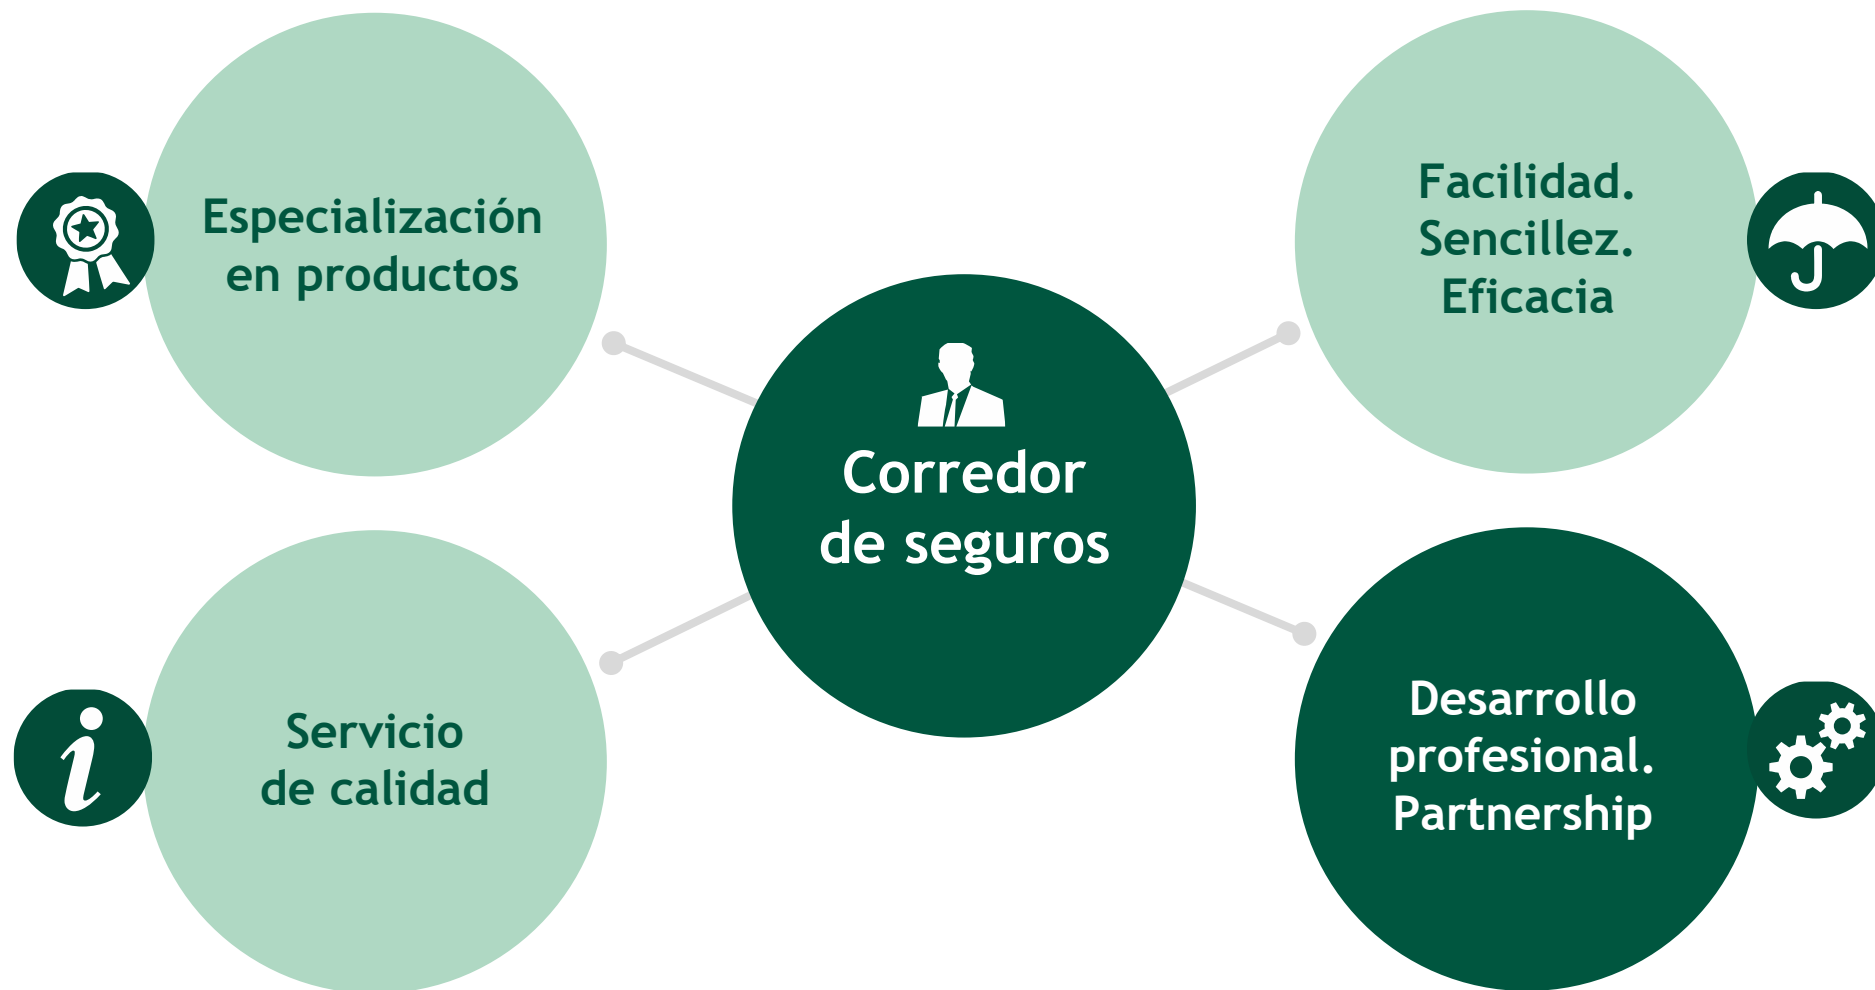 Especialización
en productos
Facilidad.
Sencillez.
Eficacia
Corredor
de seguros
Servicio
de calidad
Desarrollo
profesional.
Partnership